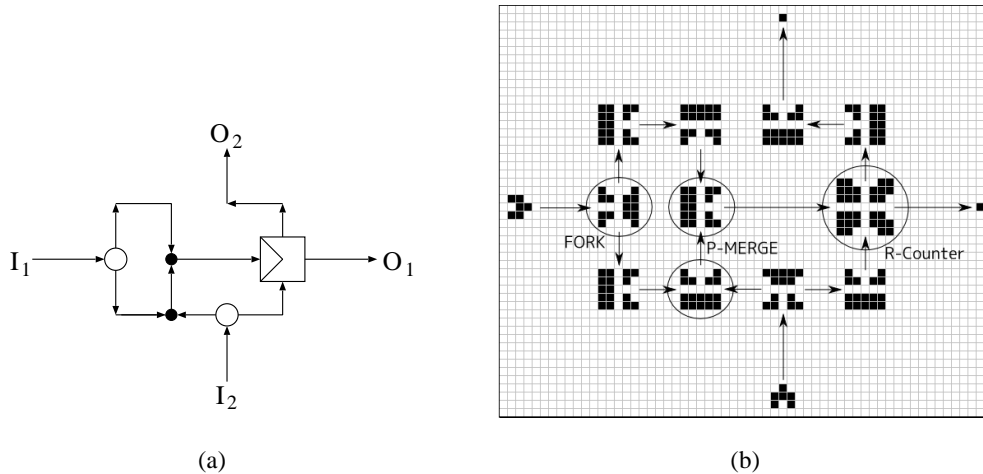 O₂
I₁
O₁
I₂
(a)
FORK
P-MERGE
R-Counter
(b)